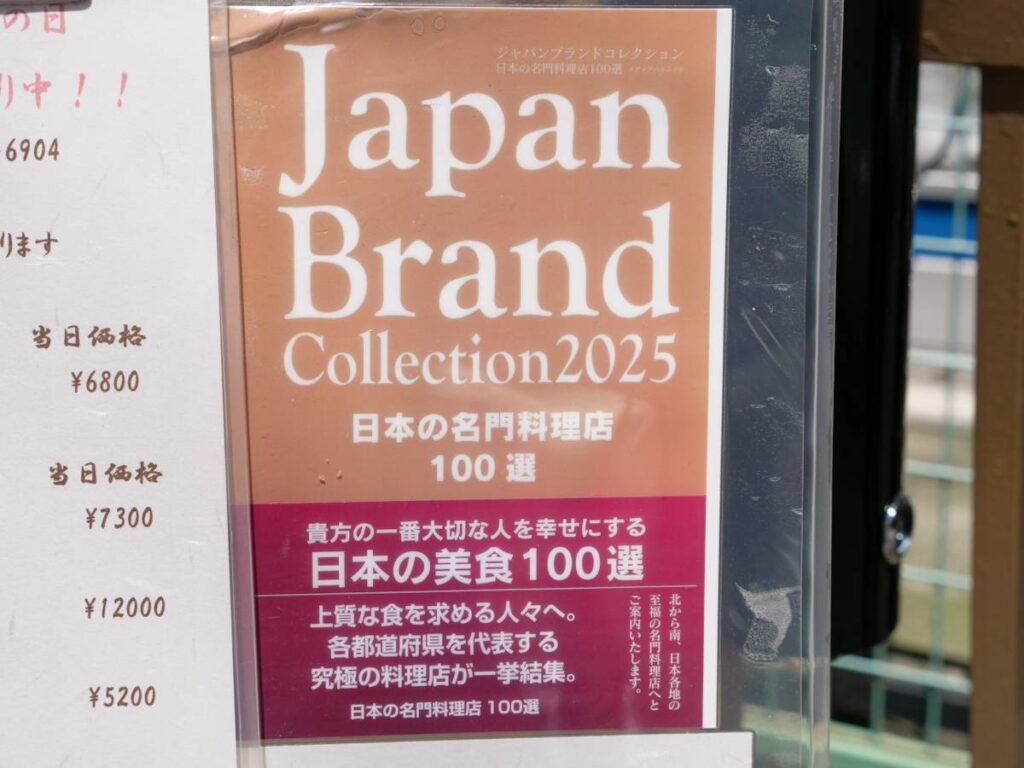 の日
り中！！
6904
ります
当日価格
¥6800
当日価格
¥7300
¥12000
¥5200
ジャパンブランドコレクション
日本の名門料理店100選
Japan
Brand
Collection2025
日本の名門料理店
100 選
貴方の一番大切な人を幸せにする
日本の美食100選
上質な食を求める人々へ。
各都道府県を代表する
究極の料理店が一挙結集。
日本の名門料理店 100選
北から南、日本各地の
至福の名門料理店へと
ご案内いたします。